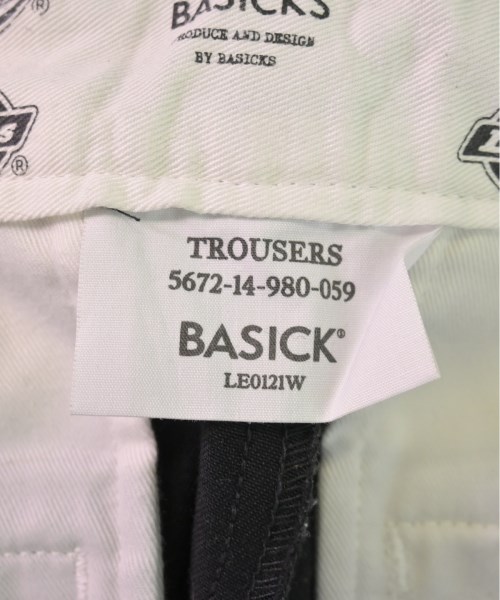 BASICKS
PRODUCE AND DESIGN
BY BASICKS
®
®
TROUSERS
5672-14-980-059
BASICK®
LE0121W